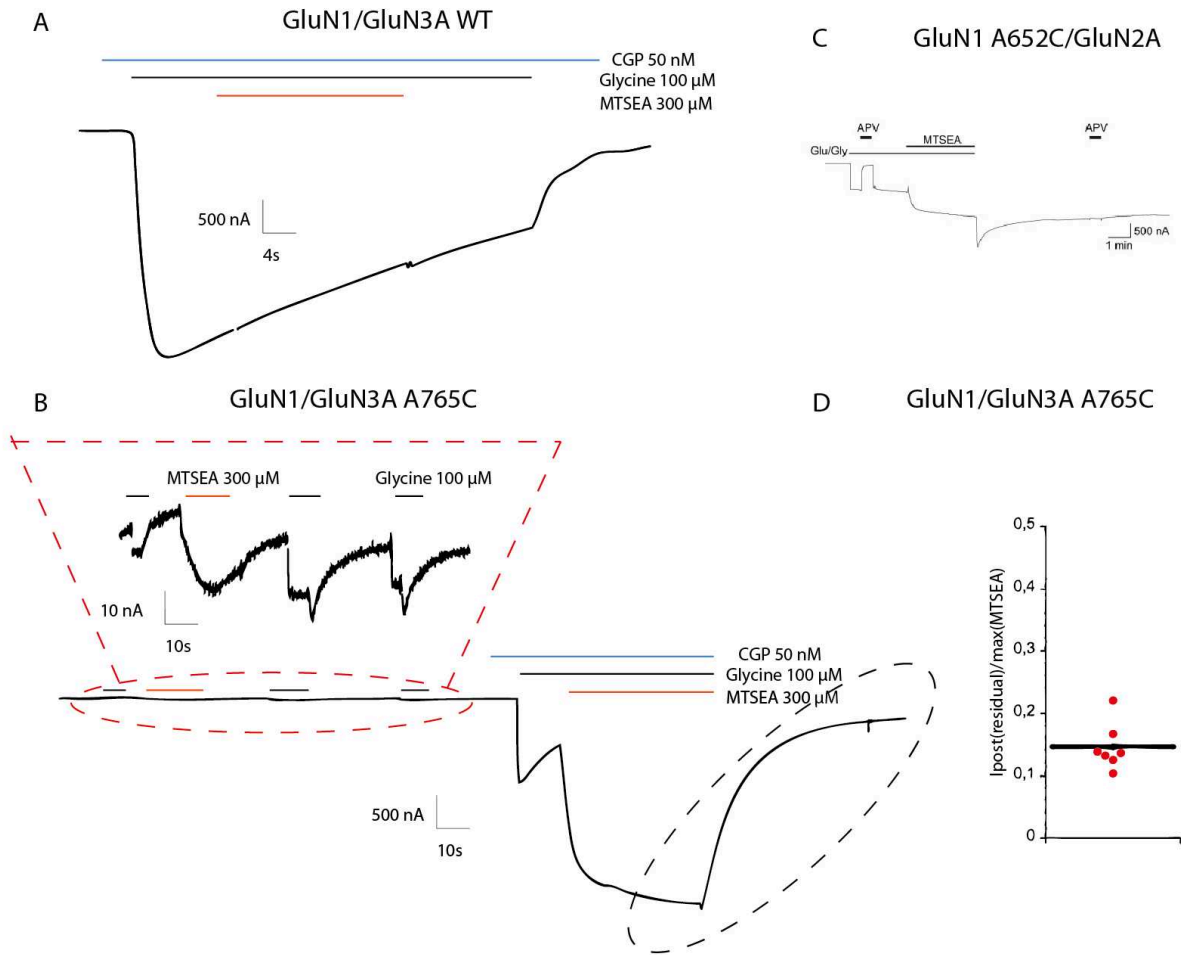 A
GluN1/GluN3A WT
CGP 50 nM
Glycine 100 µM
MTSEA 300 µM
500 nA
4s
C
GluN1 A652C/GluN2A
APV
APV
MTSEA
Glu/Gly
500 nA
1 min
B
GluN1/GluN3A A765C
MTSEA 300 µM
Glycine 100 µM
10 nA
10s
CGP 50 nM
Glycine 100 µM
MTSEA 300 µM
500 nA
10s
D
GluN1/GluN3A A765C
Ipost(residual)/max(MTSEA)
0,5
0,4
0,3
0,2
0,1
0